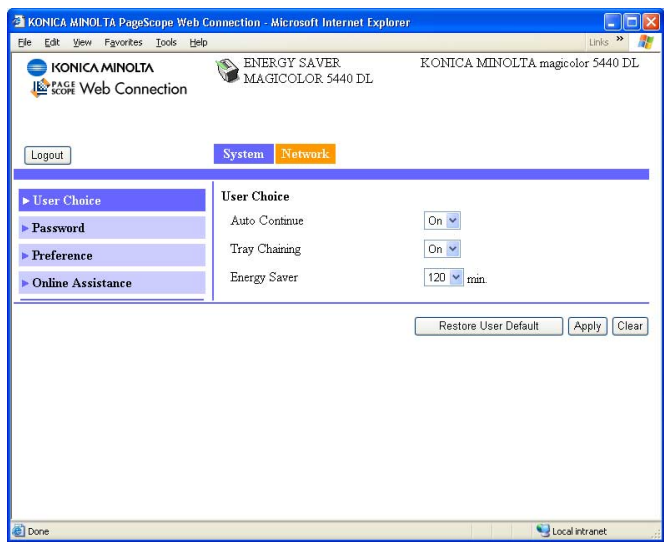 KONICA MINOLTA PageScope Web Connection - Microsoft Internet Explorer
File Edit View Favorites Tools Help Links »
KONICA MINOLTA
PAGE SCOPE Web Connection
ENERGY SAVER
MAGICOLOR 5440 DL
KONICA MINOLTA magicolor 5440 DL
Logout
System Network
User Choice
Password
Preference
Online Assistance
User Choice
Auto Continue On
Tray Chaining On
Energy Saver 120 min.
Restore User Default Apply Clear
Done Local intranet